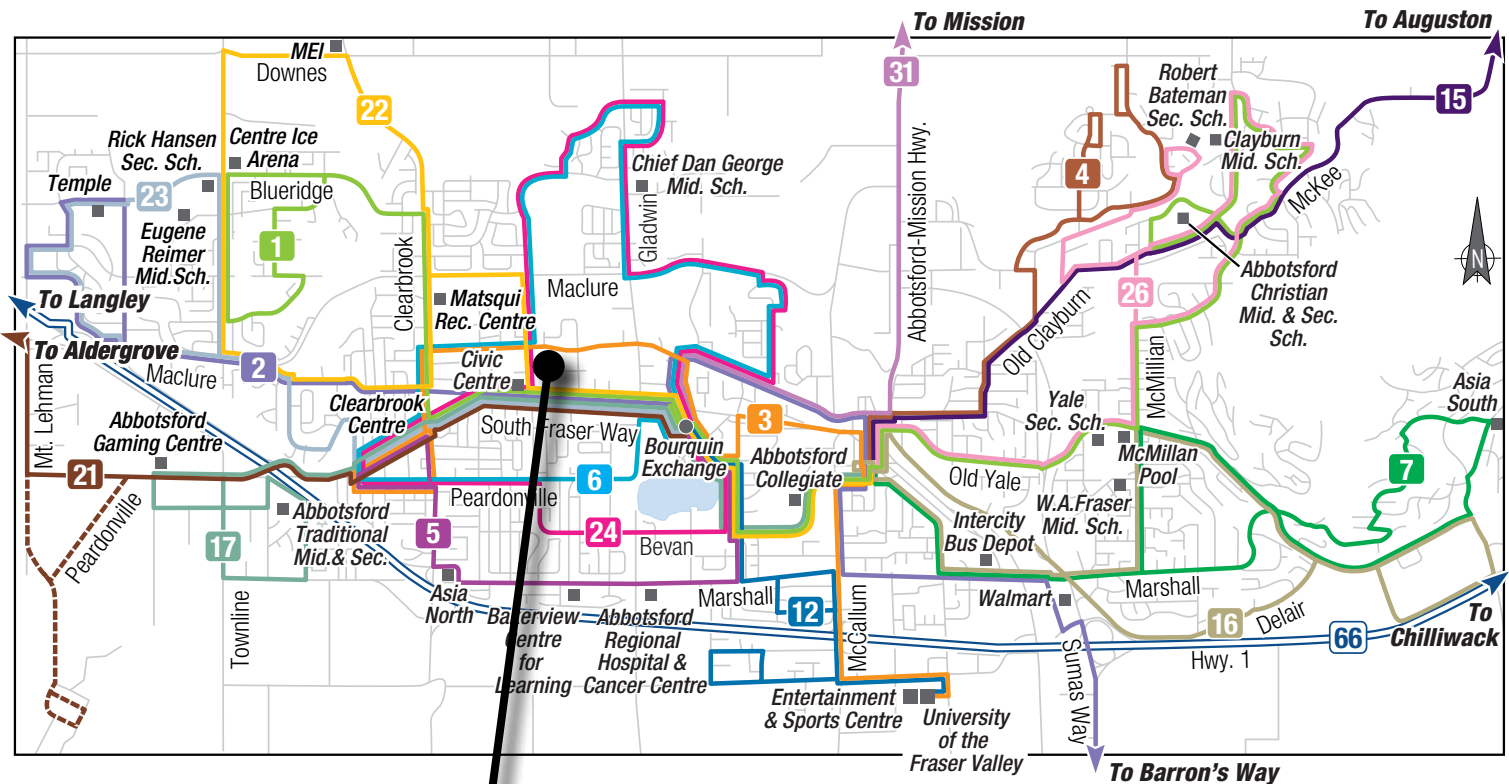 To Mission
To Auguston
31
15
MEI
Downes
22
Rick Hansen
Sec. Sch.
Centre Ice
Arena
Blueridge
Temple
23
Eugene
Reimer
Mid.Sch.
1
Clearbrook
Chief Dan George
Mid. Sch.
Gladwin
Abbotsford-Mission Hwy.
Robert
Bateman
Sec. Sch.
Clayburn
Mid. Sch.
4
McKee
N
Abbotsford
Christian
Mid. & Sec.
Sch.
26
Old Clayburn
To Langley
To Aldergrove
2
Maclure
Matsqui
Rec. Centre
Maclure
Civic
Centre
Clearbrook
Centre
South Fraser Way
Bourquin
Exchange
3
Abbotsford
Collegiate
Mt. Lehman
Abbotsford
Gaming Centre
21
Peardonville
17
Abbotsford
Traditional
Mid.& Sec.
Townline
Peardonville
6
5
24
Bevan
Yale
Sec. Sch.
McMillian
McMillan
Pool
Old Yale
W.A.Fraser
Mid. Sch.
Asia
South
7
Intercity
Bus Depot
Asia
North
Bakerview
Centre
for
Learning
Abbotsford
Regional
Hospital &
Cancer Centre
Marshall
12
McCallum
Walmart
Marshall
16
Delair
66
To
Chilliwack
Hwy. 1
Sumas Way
Entertainment
& Sports Centre
University
of the
Fraser Valley
To Barron's Way